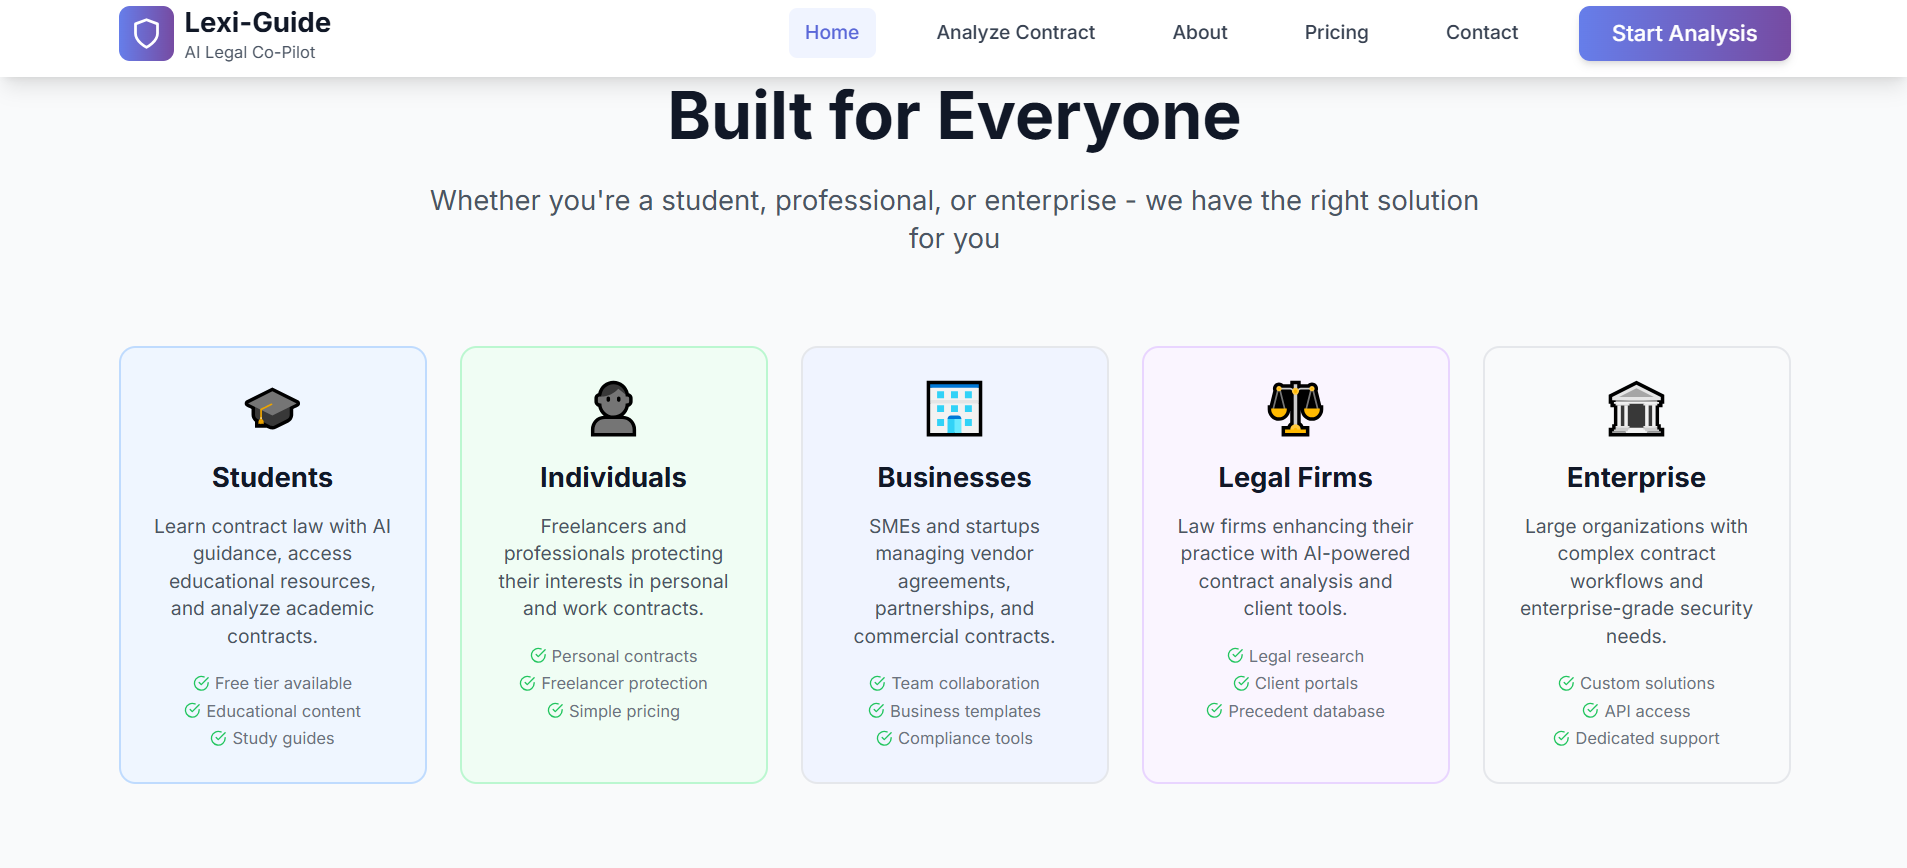 Lexi-Guide
AI Legal Co-Pilot
Home
Analyze Contract
About
Pricing
Contact
Start Analysis
Built for Everyone
Whether you're a student, professional, or enterprise - we have the right solution
for you
Students
Learn contract law with AI
guidance, access
educational resources,
and analyze academic
contracts.
Free tier available
Educational content
Study guides
Individuals
Freelancers and
professionals protecting
their interests in personal
and work contracts.
Personal contracts
Freelancer protection
Simple pricing
Businesses
SMEs and startups
managing vendor
agreements,
partnerships, and
commercial contracts.
Team collaboration
Business templates
Compliance tools
Legal Firms
Law firms enhancing their
practice with AI-powered
contract analysis and
client tools.
Legal research
Client portals
Precedent database
Enterprise
Large organizations with
complex contract
workflows and
enterprise-grade security
needs.
Custom solutions
API access
Dedicated support